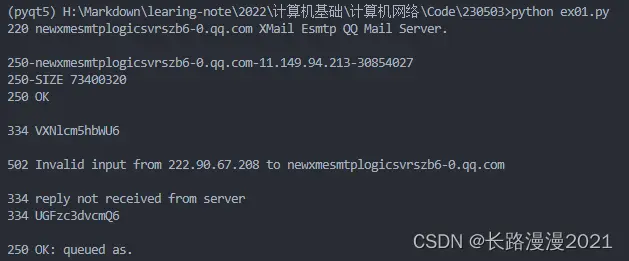 (pyqt5) H:\Markdown\learing-note\2022\计算机基础\计算机网络\Code\230503>python ex01.py
220 newxmesmtplogicsvrszb6-0.qq.com XMail Esmtp QQ Mail Server.
250-newxmesmtplogicsvrszb6-0.qq.com-11.149.94.213-30854027
250-SIZE 73400320
250 OK
334 VXNlcm5hbWU6
502 Invalid input from 222.90.67.208 to newxmesmtplogicsvrszb6-0.qq.com
334 reply not received from server
334 UGFzc3dvcmQ6
250 OK: queued as.
CSDN @长路漫漫2021